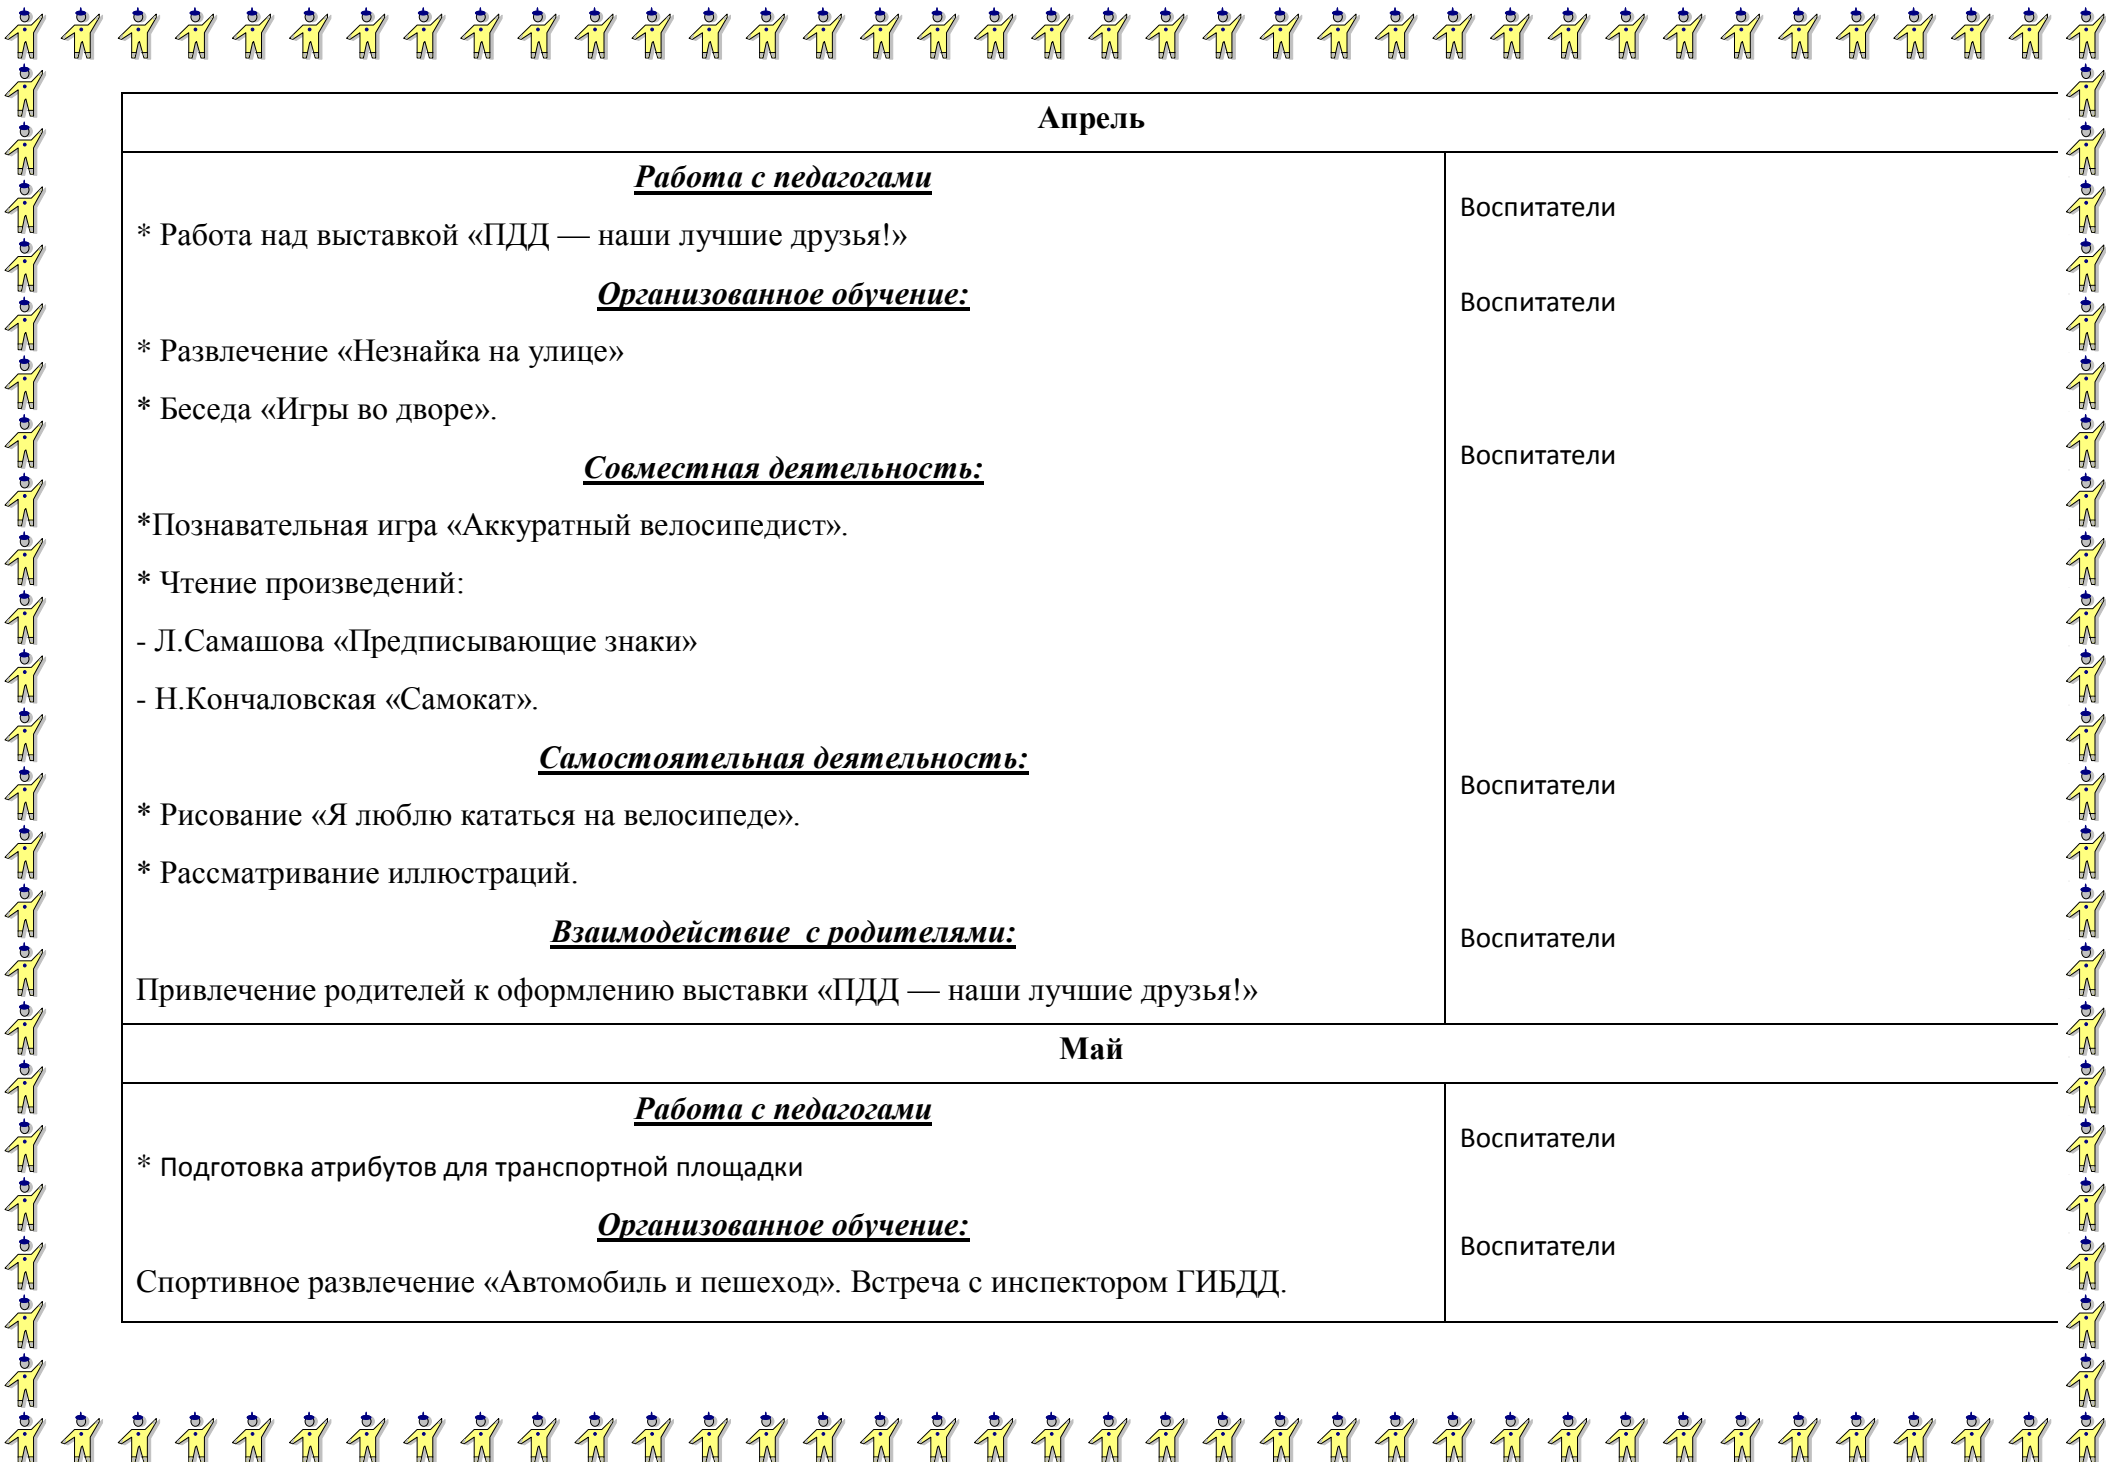 Апрель
Работа с педагогами
Воспитатели
* Работа над выставкой «ПДД — наши лучшие друзья!»
Организованное обучение:
Воспитатели
* Развлечение «Незнайка на улице»
* Беседа «Игры во дворе».
Совместная деятельность:
Воспитатели
*Познавательная игра «Аккуратный велосипедист».
* Чтение произведений:
- Л.Самашова «Предписывающие знаки»
- Н.Кончаловская «Самокат».
Самостоятельная деятельность:
Воспитатели
* Рисование «Я люблю кататься на велосипеде».
* Рассматривание иллюстраций.
Взаимодействие  с родителями:
Воспитатели
Привлечение родителей к оформлению выставки «ПДД — наши лучшие друзья!»
Май
Работа с педагогами
Воспитатели
* Подготовка атрибутов для транспортной площадки
Организованное обучение:
Воспитатели
Спортивное развлечение «Автомобиль и пешеход». Встреча с инспектором ГИБДД.